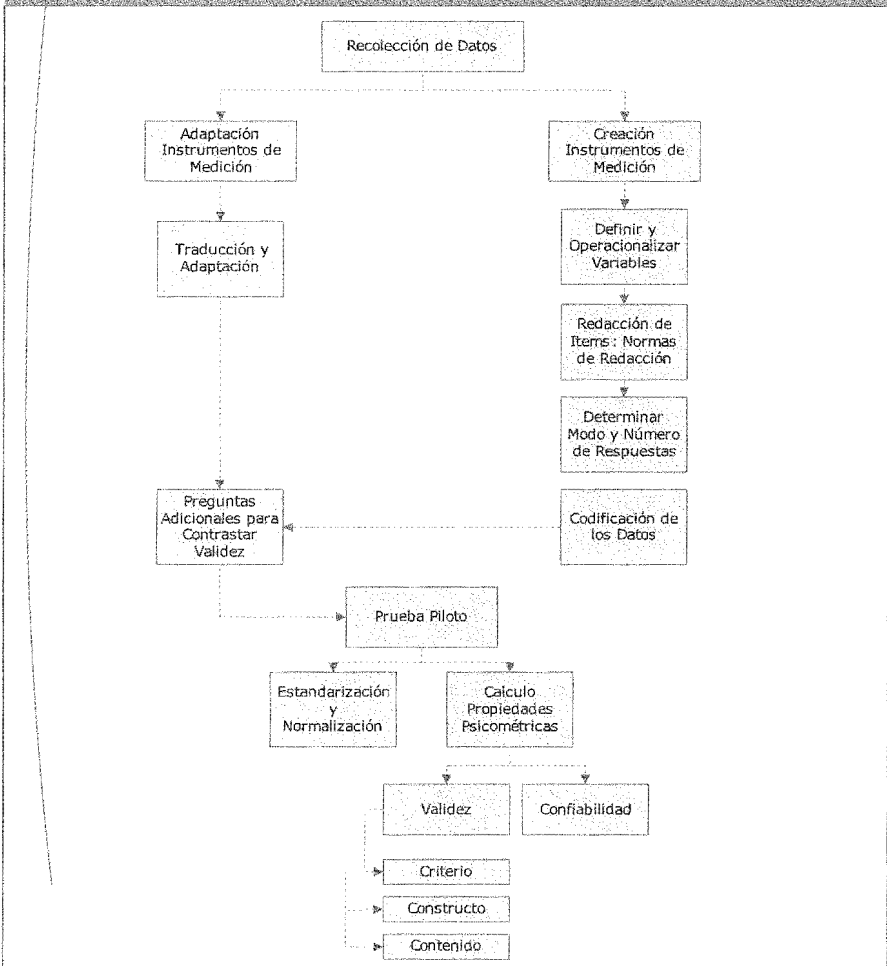 Recolección de Datos
Adaptación
Instrumentos de
Medición
Creación
Instrumentos de
Medición
Traducción y
Adaptación
Definir y
Operacionalizar
Variables
Redacción de
Items: Normas
de Redacción
Determinar
Modo y Número
de Respuestas
Preguntas
Adicionales para
Contrastar
Validez
Codificación de
los Datos
Prueba Piloto
Estandarización
y
Normalización
Calculo
Propiedades
Psicométricas
Validez
Confiabilidad
Criterio
Constructo
Contenido